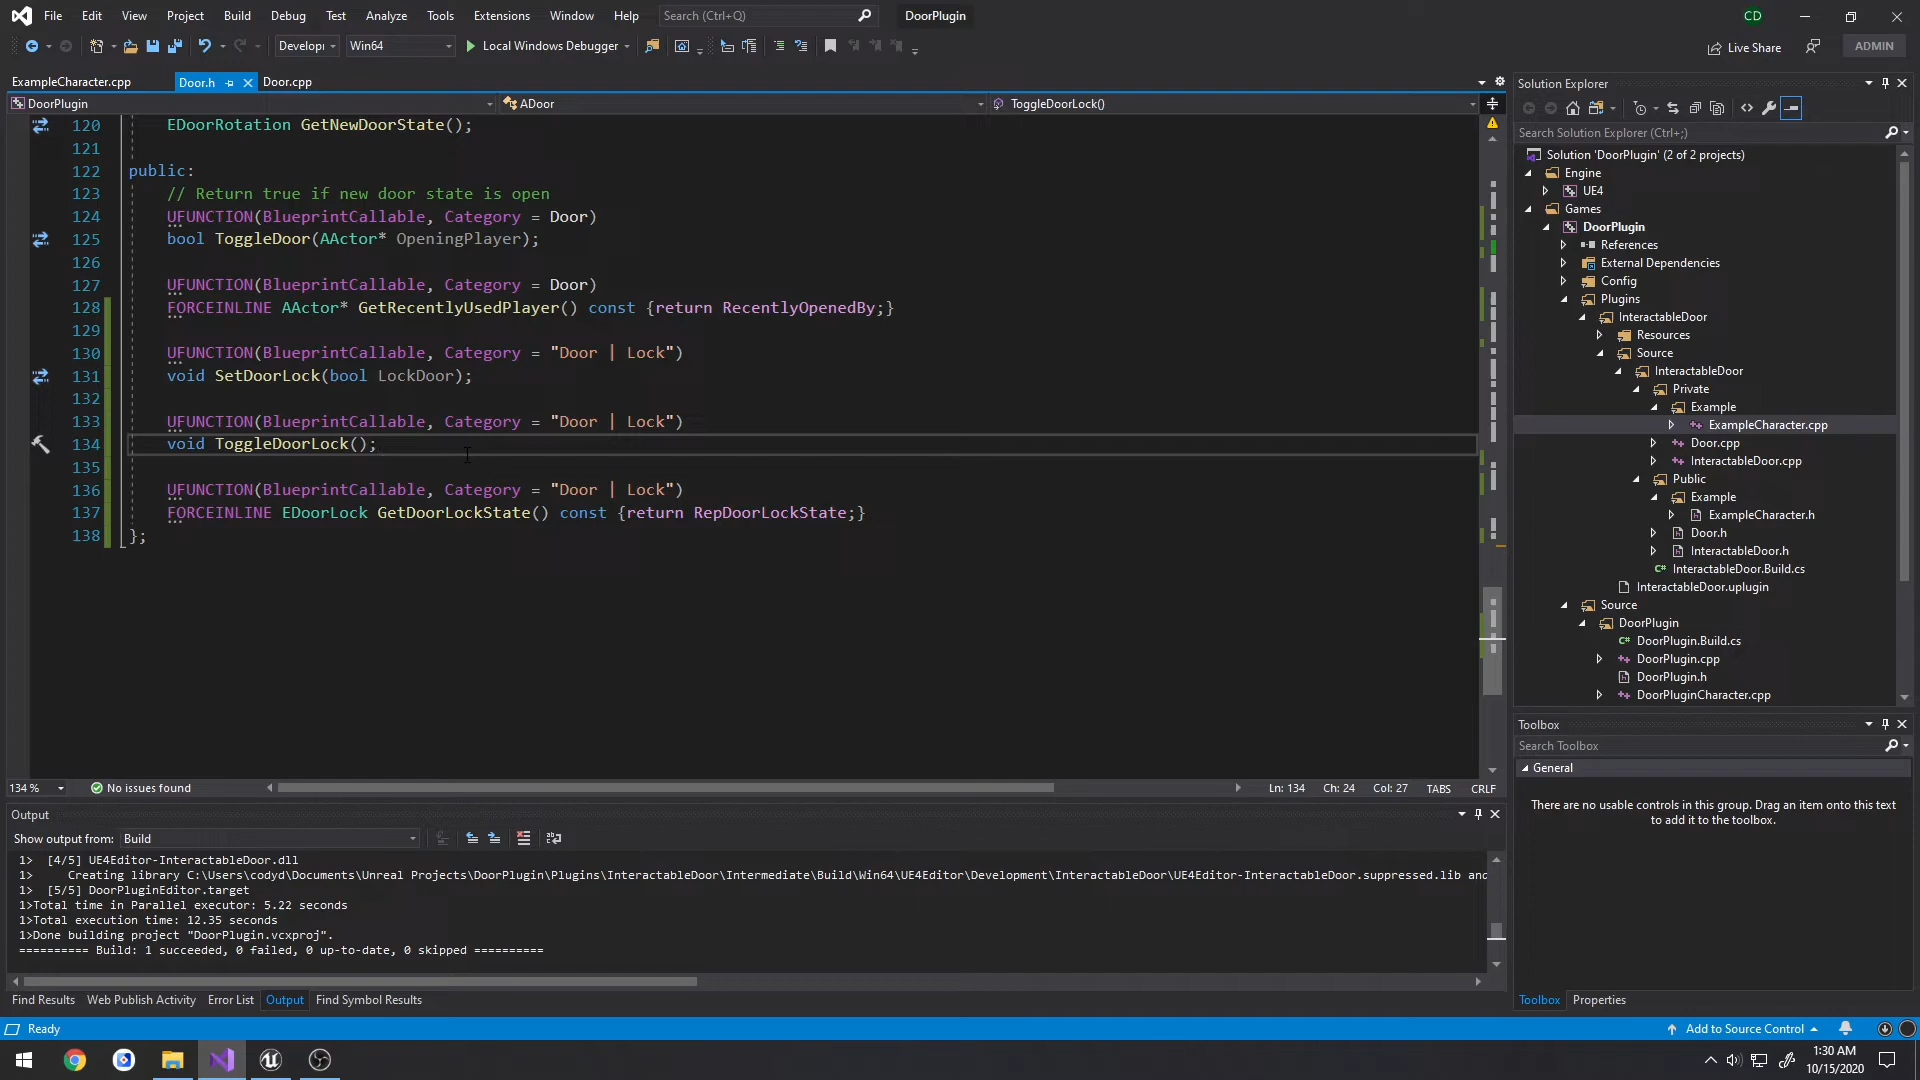 File Edit View Project Build Debug Test Analyze Tools Extensions Window Help Search (Ctrl+Q) DoorPlugin CD
Develop Win64 Local Windows Debugger Live Share ADMIN
ExampleCharacter.cpp Door.h Door.cpp
DoorPlugin ADoor ToggleDoorLock()
120 EDoorRotation GetNewDoorState();
121
122 public:
123 // Return true if new door state is open
124 UFUNCTION(BlueprintCallable, Category = Door)
125 bool ToggleDoor(AActor* OpeningPlayer);
126
127 UFUNCTION(BlueprintCallable, Category = Door)
128 FORCEINLINE AActor* GetRecentlyUsedPlayer() const {return RecentlyOpenedBy;}
129
130 UFUNCTION(BlueprintCallable, Category = "Door | Lock")
131 void SetDoorLock(bool LockDoor);
132
133 UFUNCTION(BlueprintCallable, Category = "Door | Lock")
134 void ToggleDoorLock();
135
136 UFUNCTION(BlueprintCallable, Category = "Door | Lock")
137 FORCEINLINE EDoorLock GetDoorLockState() const {return RepDoorLockState;}
138 };
134 % No issues found Ln: 134 Ch: 24 Col: 27 TABS CRLF
Output
Show output from: Build
1> [4/5] UE4Editor-InteractableDoor.dll
1> Creating library C:\Users\codyd\Documents\Unreal Projects\DoorPlugin\Plugins\InteractableDoor\Intermediate\Build\Win64\UE4Editor\Development\InteractableDoor\UE4Editor-InteractableDoor.suppressed.lib and
1> [5/5] DoorPluginEditor.target
1>Total time in Parallel executor: 5.22 seconds
1>Total execution time: 12.35 seconds
1>Done building project "DoorPlugin.vcxproj".
========== Build: 1 succeeded, 0 failed, 0 up-to-date, 0 skipped ==========
Find Results Web Publish Activity Error List Output Find Symbol Results
Solution Explorer
Search Solution Explorer (Ctrl+;)
Solution 'DoorPlugin' (2 of 2 projects)
Engine
UE4
Games
DoorPlugin
References
External Dependencies
Config
Plugins
InteractableDoor
Resources
Source
InteractableDoor
Private
Example
ExampleCharacter.cpp
Door.cpp
InteractableDoor.cpp
Public
Example
ExampleCharacter.h
Door.h
InteractableDoor.h
InteractableDoor.Build.cs
InteractableDoor.uplugin
Source
DoorPlugin
DoorPlugin.Build.cs
DoorPlugin.cpp
DoorPlugin.h
DoorPluginCharacter.cpp
Toolbox
Search Toolbox
General
There are no usable controls in this group. Drag an item onto this text
to add it to the toolbox.
Toolbox Properties
Ready Add to Source Control
1:30 AM
10/15/2020